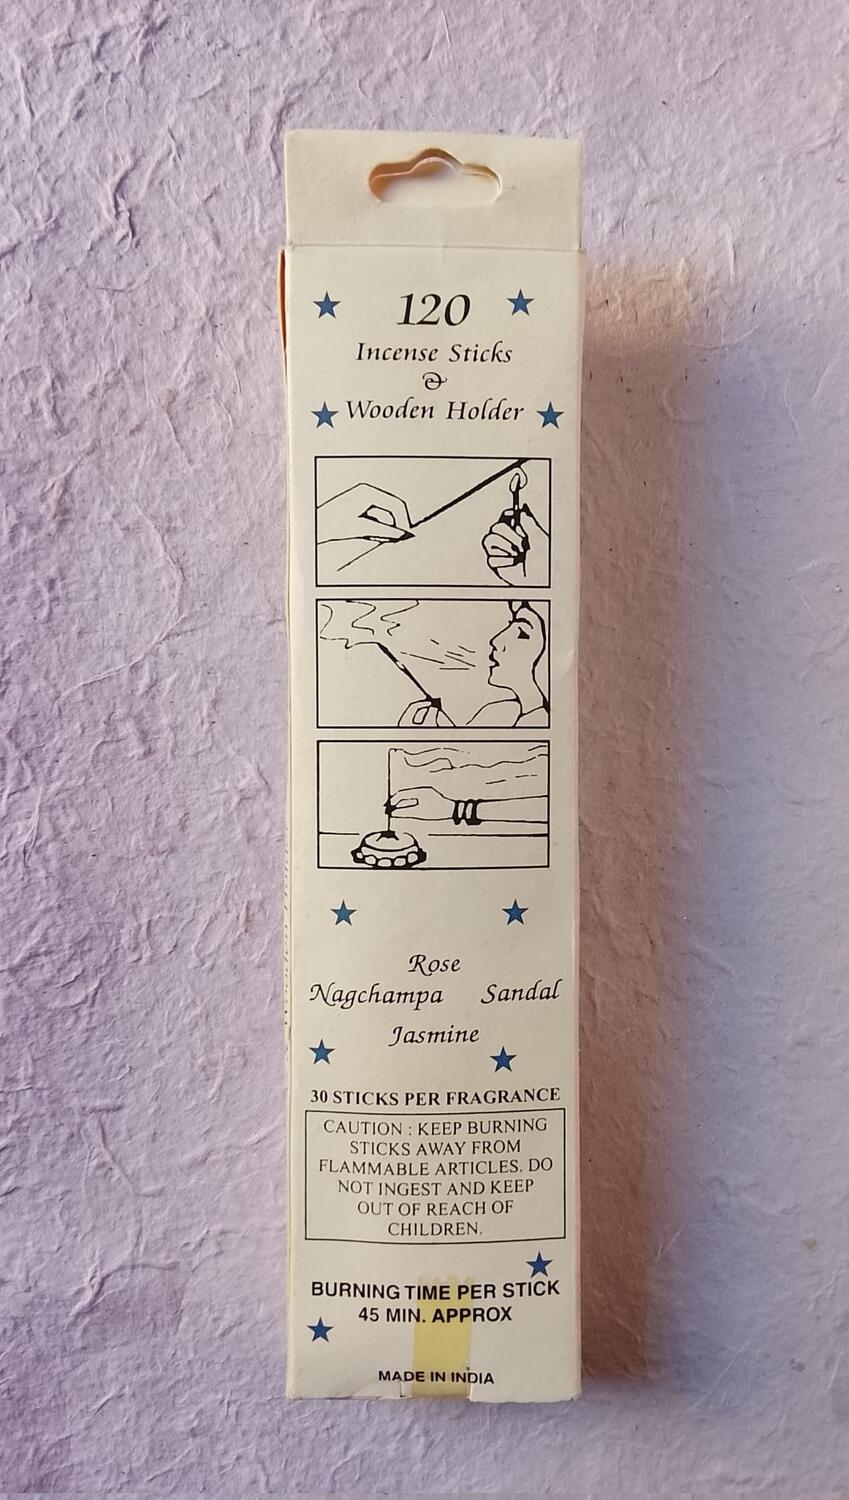 120
Incense Sticks
&
Wooden Holder
Rose
Nagchampa Sandal
Jasmine
30 STICKS PER FRAGRANCE
CAUTION : KEEP BURNING
STICKS AWAY FROM
FLAMMABLE ARTICLES. DO
NOT INGEST AND KEEP
OUT OF REACH OF
CHILDREN.
BURNING TIME PER STICK
45 MIN. APPROX
MADE IN INDIA